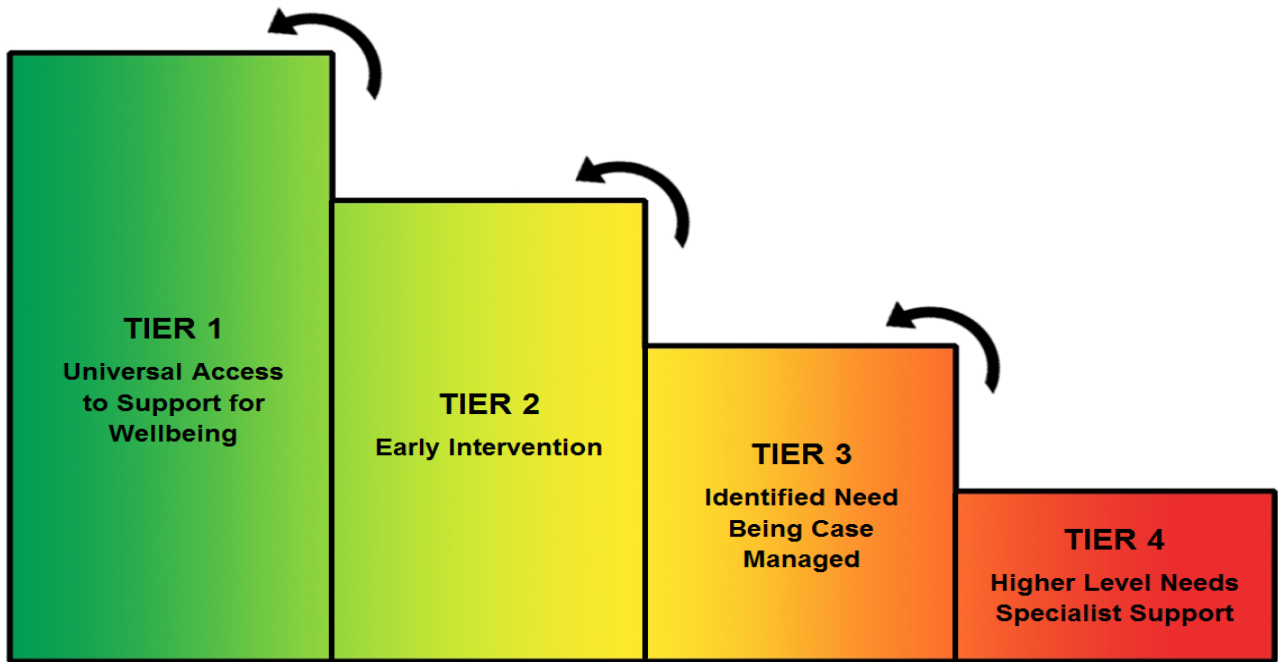 TIER 1
Universal Access
to Support for
Wellbeing
TIER 2
Early Intervention
TIER 3
Identified Need
Being Case
Managed
TIER 4
Higher Level Needs
Specialist Support